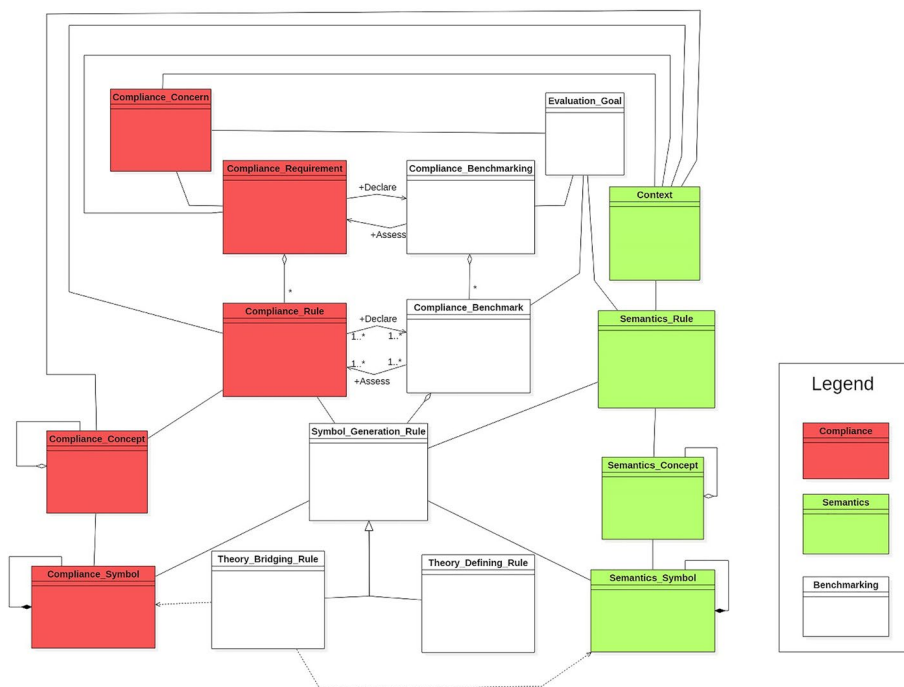 Compliance_Concern
Evaluation_Goal
Compliance_Requirement
Compliance_Benchmarking
+Declare
Context
+Assess
*
*
Compliance_Rule
Compliance_Benchmark
Semantics_Rule
+Declare
1..*
1..*
1..*
1..*
+Assess
Legend
Symbol_Generation_Rule
Compliance
Compliance_Concept
Semantics_Concept
Semantics
Theory_Bridging_Rule
Theory_Defining_Rule
Compliance_Symbol
Semantics_Symbol
Benchmarking